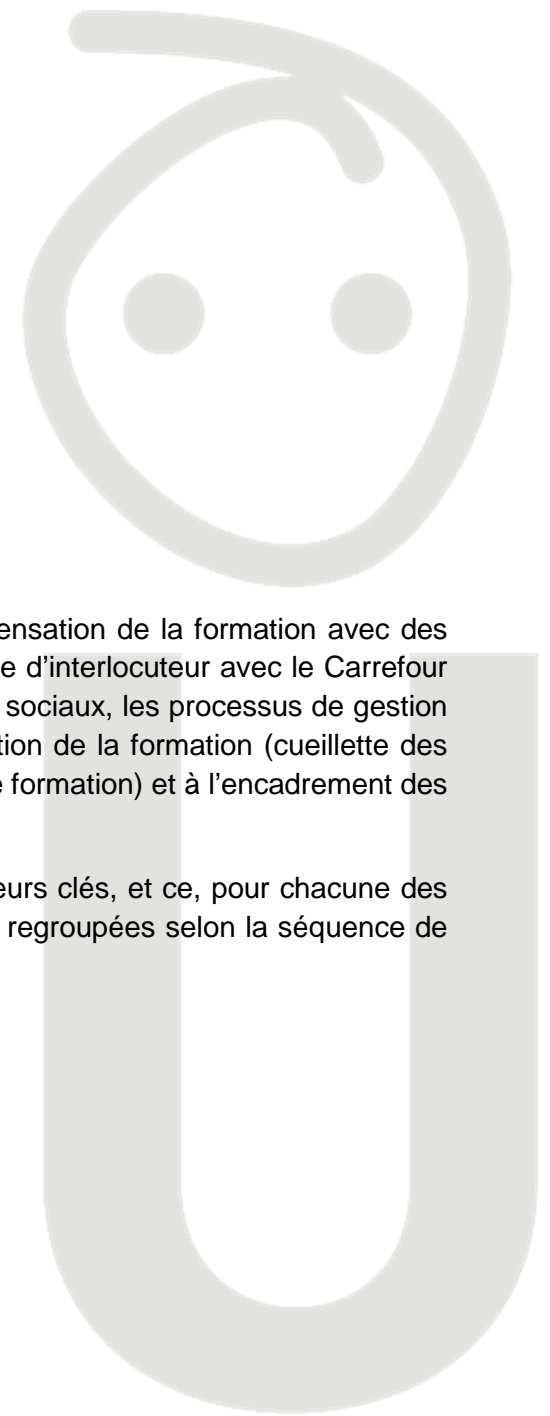 ensation de la formation avec des
e d'interlocuteur avec le Carrefour
sociaux, les processus de gestion
tion de la formation (cueillette des
e formation) et à l'encadrement des
eurs clés, et ce, pour chacune des
regroupées selon la séquence de